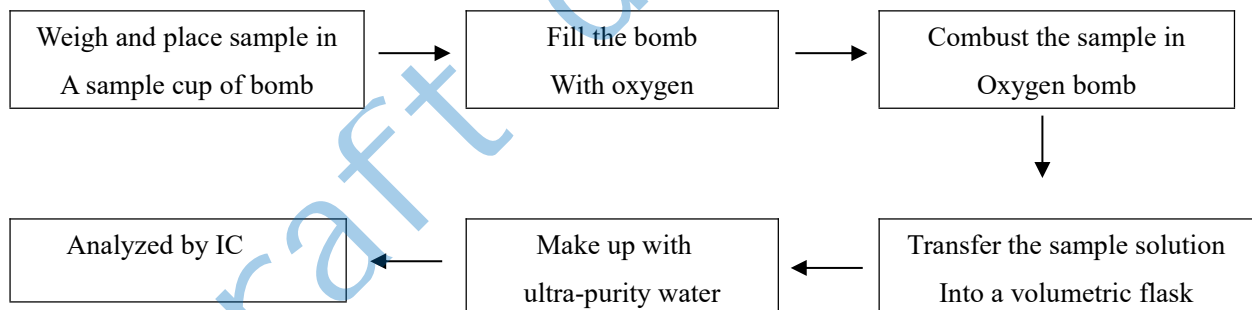 Weigh and place sample in
A sample cup of bomb
Fill the bomb
With oxygen
Combust the sample in
Oxygen bomb
Transfer the sample solution
Into a volumetric flask
Make up with
ultra-purity water
Analyzed by IC
raft